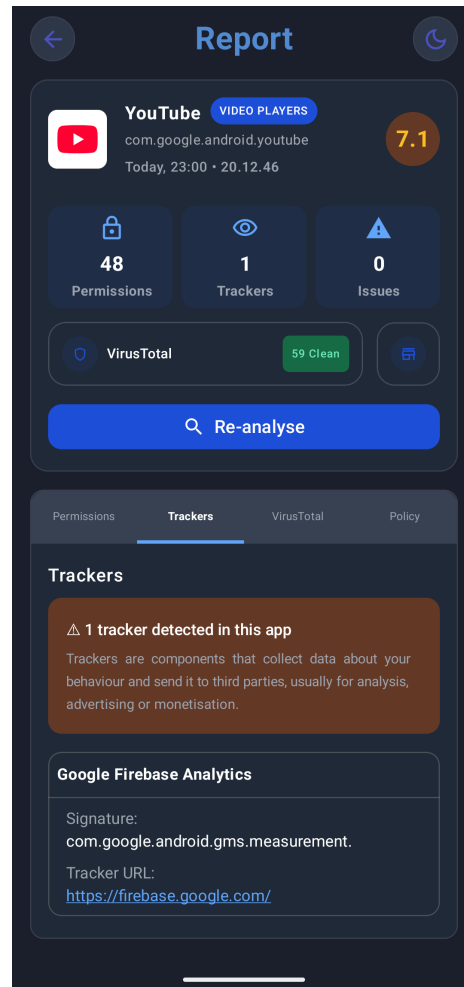 Report
YouTube VIDEO PLAYERS
com.google.android.youtube
Today, 23:00 • 20.12.46
7.1
48
Permissions
1
Trackers
0
Issues
VirusTotal
59 Clean
Re-analyse
Permissions Trackers VirusTotal Policy
Trackers
⚠ 1 tracker detected in this app
Trackers are components that collect data about your
behaviour and send it to third parties, usually for analysis,
advertising or monetisation.
Google Firebase Analytics
Signature:
com.google.android.gms.measurement.
Tracker URL:
https://firebase.google.com/